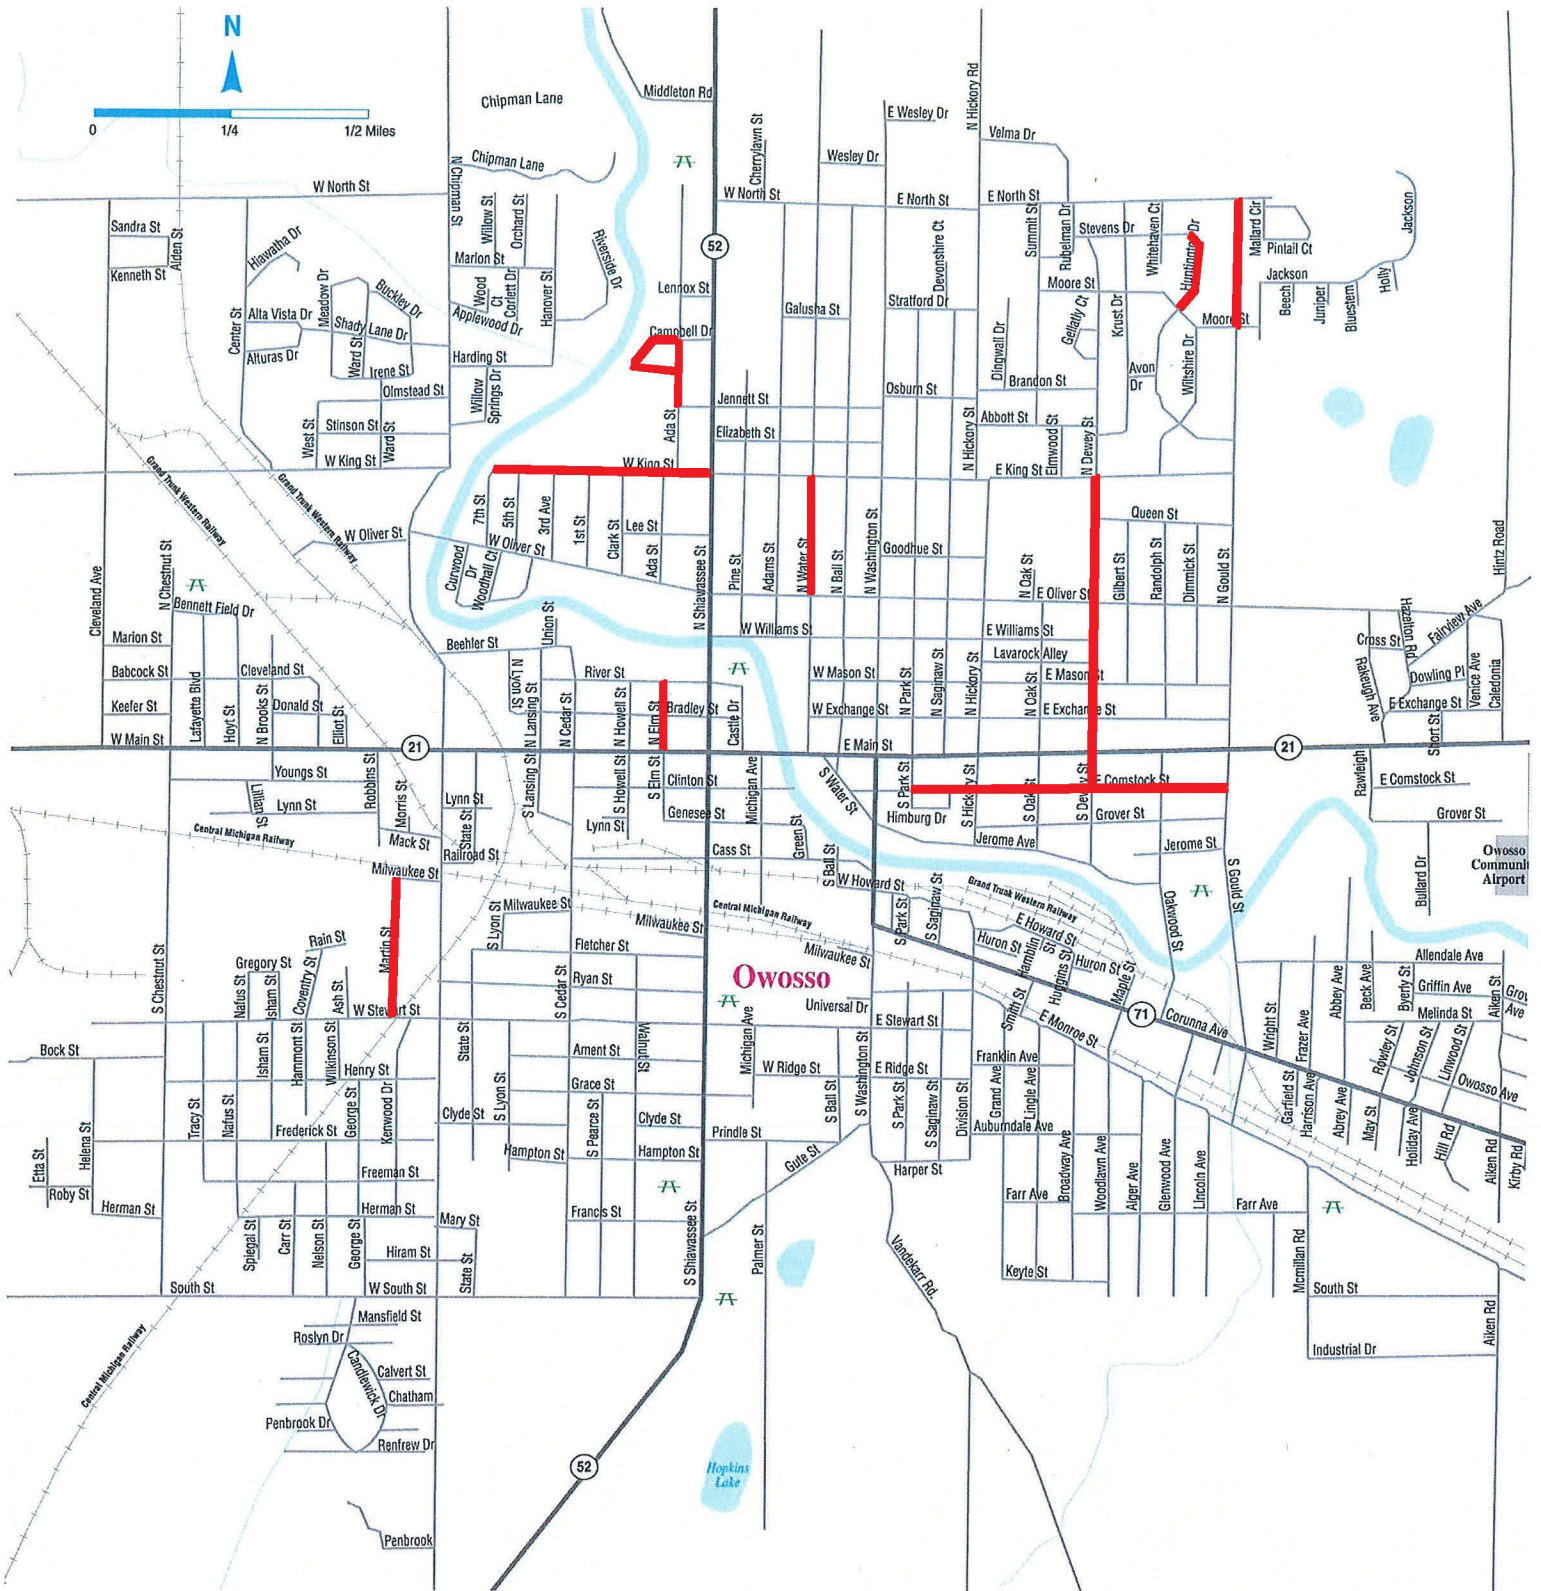 N
0
1/4
1/2 Miles
Chipman Lane
Middleton Rd
N Hickory Rd
E Wesley Dr
Velma Dr
Cherrylawn St
Wesley Dr
N Chipman St
Chipman Lane
W North St
W North St
E North St
E North St
Sandra St
Alden St
Kenneth St
Hiawatha Dr
Willow St
Orchard St
Marion St
Riverside Dr
52
Devonshire Ct
Summit St
Rubelman Dr
Stevens Dr
Whitehaven Ct
Huntington Dr
Mallard Cir
Pintail Ct
Jackson
Jackson
Holly
Beech
Juniper
Bluestem
Center St
Meadow Dr
Buckley Dr
Alta Vista Dr
Shady Lane Dr
Alturas Dr
Ward St
Irene St
Olmstead St
Wood Ct
Corlett Dr
Hanover St
Applewood Dr
Harding St
Willow Springs Dr
Lennox St
Campbell Dr
Galusha St
Stratford Dr
Moore St
Moore St
Gellatly Ct
Krust Dr
Dingwall Dr
Wiltshire Dr
Avon Dr
Brandon St
Osburn St
Jennett St
Elizabeth St
Abbott St
Ada St
West St
Stinson St
Ward St
W King St
W King St
E King St
N Hickory St
Elmwood St
N Dewey St
Grand Trunk Western Railway
Grand Trunk Western Railway
7th St
5th St
3rd Ave
1st St
Clark St
Lee St
Ada St
W Oliver St
W Oliver St
Curwood Dr
Woodhall Ct
N Shiawassee St
Pine St
Adams St
N Water St
N Ball St
N Washington St
Goodhue St
N Oak St
E Oliver St
Queen St
Gilbert St
Randolph St
Dimmick St
N Gould St
Hintz Road
Cleveland Ave
N Chestnut St
Bennett Field Dr
Marion St
Babcock St
Keefer St
W Main St
Lafayette Blvd
Hoyt St
Cleveland St
N Brooks St
Donald St
Elliot St
Beehler St
Union St
N Lyon St
N Lansing St
N Cedar St
River St
N Howell St
N Elm St
Bradley St
Castle Dr
W Williams St
E Williams St
Lavarock Alley
W Mason St
E Mason St
W Exchange St
E Exchange St
N Park St
N Saginaw St
N Hickory St
N Oak St
E Main St
Cross St
Hazelton Rd
Fairview Ave
Raleagh Ave
Dowling Pl
Venice Ave
Caledonia
E Exchange St
Short St
21
21
Youngs St
Lillian St
Lynn St
Robbins St
Morris St
Mack St
Lynn St
State St
Railroad St
Milwaukee St
S Lansing St
S Howell St
S Elm St
Clinton St
Genesee St
Lynn St
Michigan Ave
Cass St
Green St
S Water St
S Ball St
S Park St
Himburg Dr
S Hickory St
S Oak St
S Dewey St
E Comstock St
Grover St
Jerome Ave
Jerome St
S Gould St
Rawleigh
E Comstock St
Grover St
Bullard Dr
Owosso
Community
Airport
Central Michigan Railway
Central Michigan Railway
Grand Trunk Western Railway
W Howard St
E Howard St
S Park St
S Saginaw St
Huron St
Hamblin St
Huggins St
Huron St
Maple St
Oakwood St
S Chestnut St
Martin St
Rain St
Gregory St
Nafus St
Isham St
Coventry St
Ash St
W Stewart St
S Lyon St
Milwaukee St
Milwaukee St
Milwaukee St
Fletcher St
Ryan St
S Cedar St
Owosso
Universal Dr
E Stewart St
Smith St
E Monroe St
71
Corunna Ave
Allendale Ave
Griffin Ave
Melinda St
Wright St
Frazer Ave
Abbey Ave
Beck Ave
Byerly St
Aiken St
Rowley St
Johnson St
Linwood St
Owosso Ave
Bock St
Helena St
Etta St
Roby St
Herman St
Tracy St
Nafus St
Isham St
Hammont St
Wilkinson St
Henry St
George St
Kenwood Dr
Frederick St
Freeman St
Herman St
State St
S Lyon St
Ament St
Walnut St
Grace St
Clyde St
Clyde St
S Pearce St
Hampton St
Hampton St
Prindle St
Gute St
Michigan Ave
W Ridge St
E Ridge St
S Ball St
S Washington St
S Park St
S Saginaw St
Division St
Franklin Ave
Grand Ave
Lingle Ave
Auburndale Ave
Harper St
Broadway Ave
Woodlawn Ave
Alger Ave
Glenwood Ave
Lincoln Ave
Garfield St
Harrison Ave
Abrey Ave
May St
Holiday Ave
Hill Rd
Aiken Rd
Kirby Rd
Farr Ave
Farr Ave
Keyte St
Spiegal St
Carr St
Nelson St
George St
Mary St
Hiram St
State St
South St
W South St
Francis St
S Shiawassee St
Palmer St
Vandekarr Rd.
Mcmillan Rd
South St
Industrial Dr
Aiken Rd
Central Michigan Railway
Mansfield St
Roslyn Dr
Candlewick Dr
Calvert St
Chatham
Penbrook Dr
Renfrew Dr
Penbrook
52
Hopkins
Lake